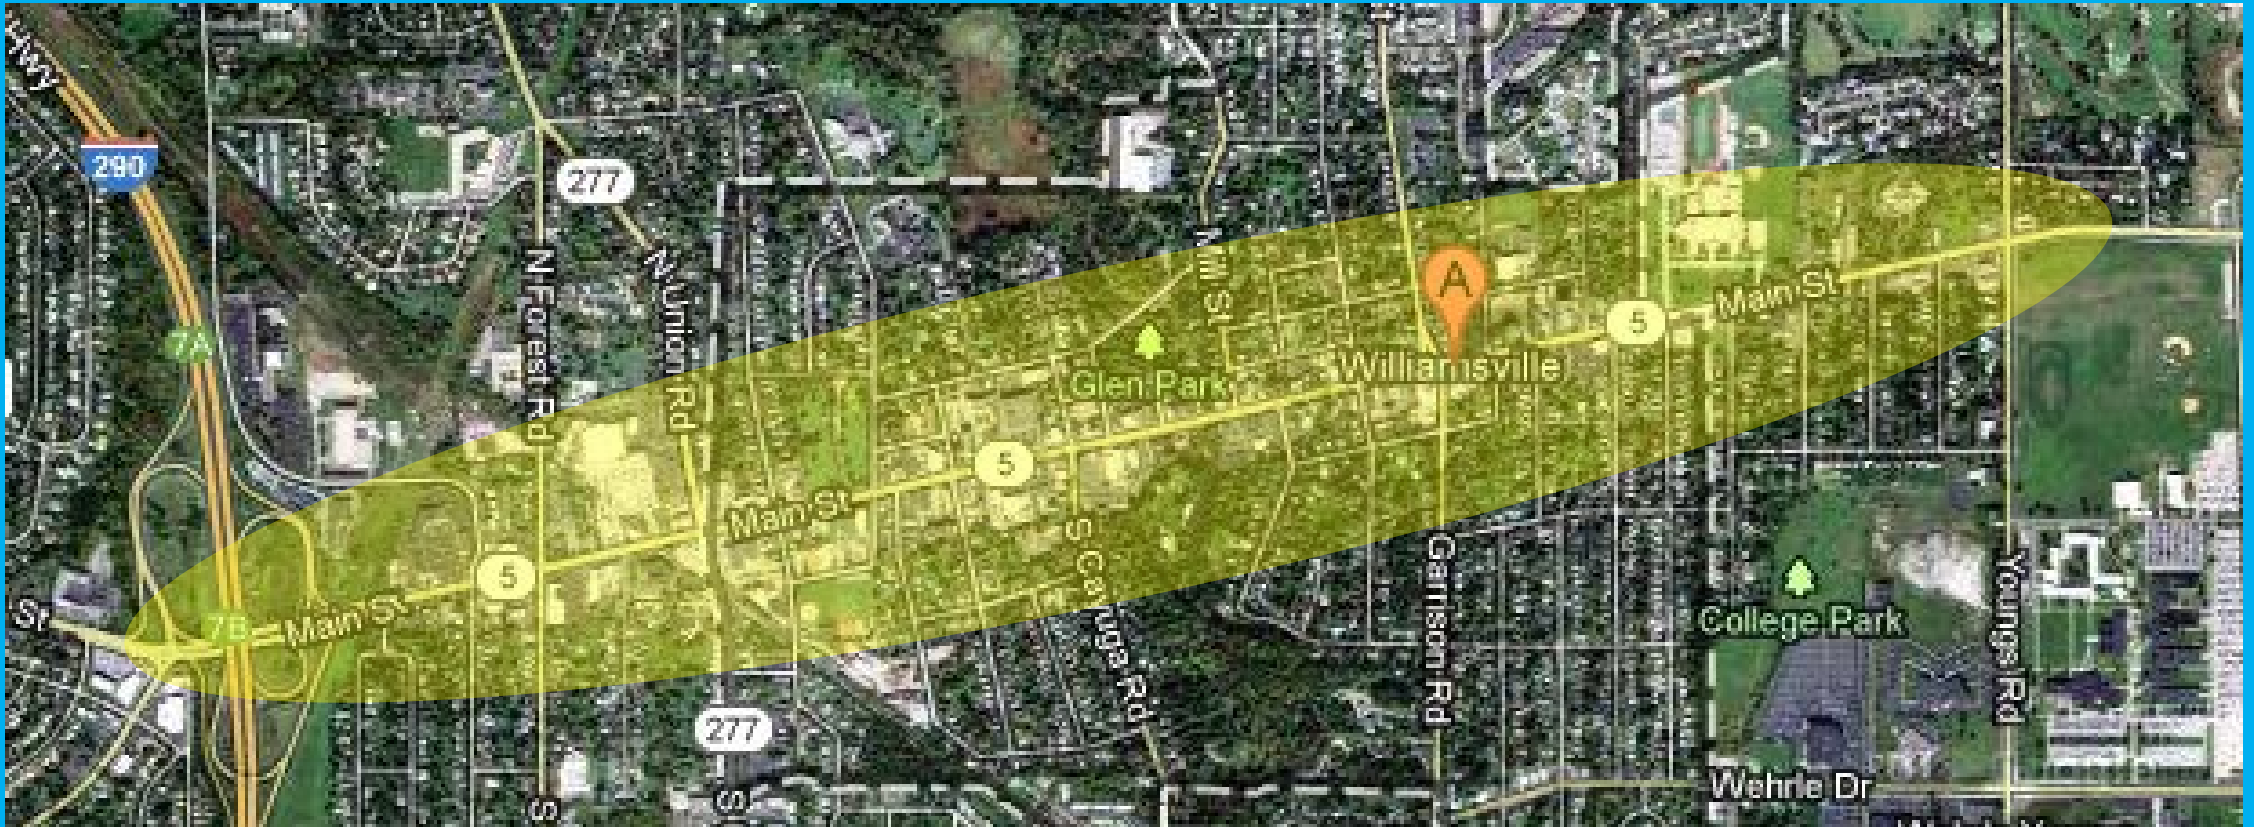 Hwy
290
277
N Forest Rd
N Union Rd
Mill St
A
7A
5
Main St
Glen Park
Williamsville
5
Main St
5
Main St
7B
St
S Cayuga Rd
Garrison Rd
College Park
Youngs Rd
277
S
S
Wehrle Dr